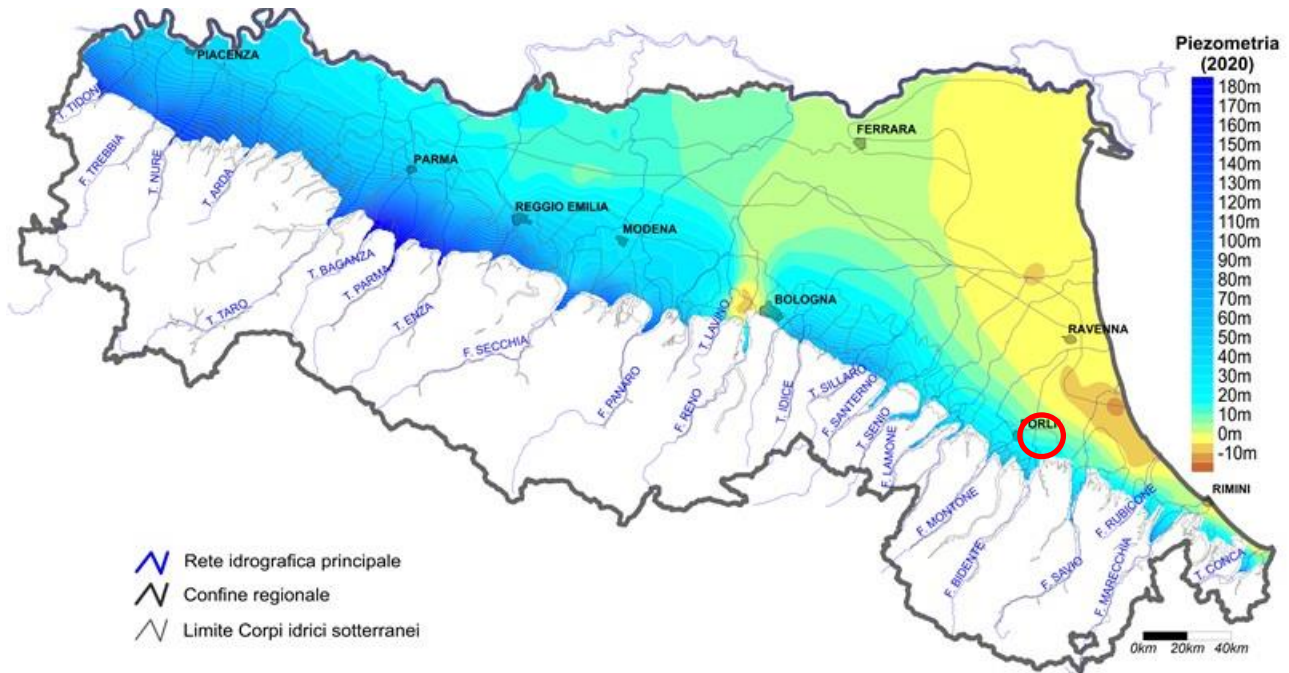 Piezometria
(2020)
180m
170m
160m
150m
140m
130m
120m
110m
100m
90m
80m
70m
60m
50m
40m
30m
20m
10m
0m
-10m
PIACENZA
T. TIDONE
F. TREBBIA
T. NURE
T. ARDA
PARMA
FERRARA
REGGIO EMILIA
MODENA
T. BAGANZA
T. PARMA
T. TARO
T. ENZA
F. SECCHIA
F. PANARO
T. LAVINO
BOLOGNA
F. RENO
T. IDICE
T. SILLARO
F. SANTERNO
T. SENIO
F. LAMONE
RAVENNA
FORLI
F. MONTONE
F. BIDENTE
F. SAVIO
F. RUBICONE
F. MARECCHIA
RIMINI
T. CONCA
Rete idrografica principale
Confine regionale
Limite Corpi idrici sotterranei
0km 20km 40km